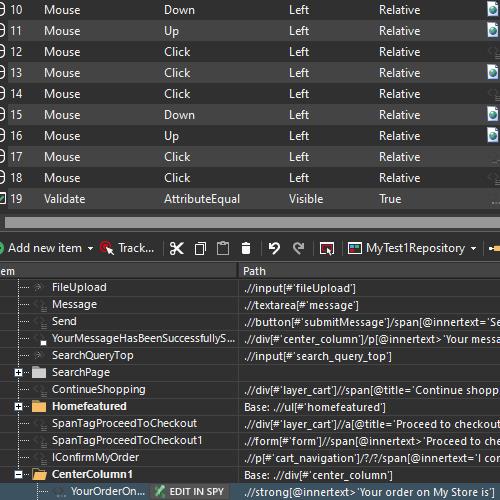 10 Mouse Down Left Relative
11 Mouse Up Left Relative
12 Mouse Click Left Relative
13 Mouse Click Left Relative
14 Mouse Click Left Relative
15 Mouse Down Left Relative
16 Mouse Up Left Relative
17 Mouse Click Left Relative
18 Mouse Click Left Relative
19 Validate AttributeEqual Visible True ...
Add new item Track... MyTest1Repository
em Path
FileUpload .//input[#'fileUpload']
Message .//textarea[#'message']
Send .//button[#'submitMessage']/span[@innertext='Se
YourMessageHasBeenSuccessfullyS... .//div[#'center_column']/p[@innertext>'Your messa
SearchQueryTop .//input[#'search_query_top']
SearchPage
ContinueShopping .//div[#'layer_cart']//span[@title='Continue shopp
Homefeatured Base: .//ul[#'homefeatured']
SpanTagProceedToCheckout .//div[#'layer_cart']//a[@title='Proceed to checkout
SpanTagProceedToCheckout1 .//form[#'form']//span[@innertext>'Proceed to che
IConfirmMyOrder .//p[#'cart_navigation']/?/?/span[@innertext='I con
CenterColumn1 Base: .//div[#'center_column']
YourOrderOn... EDIT IN SPY .//strong[@innertext>'Your order on My Store is']